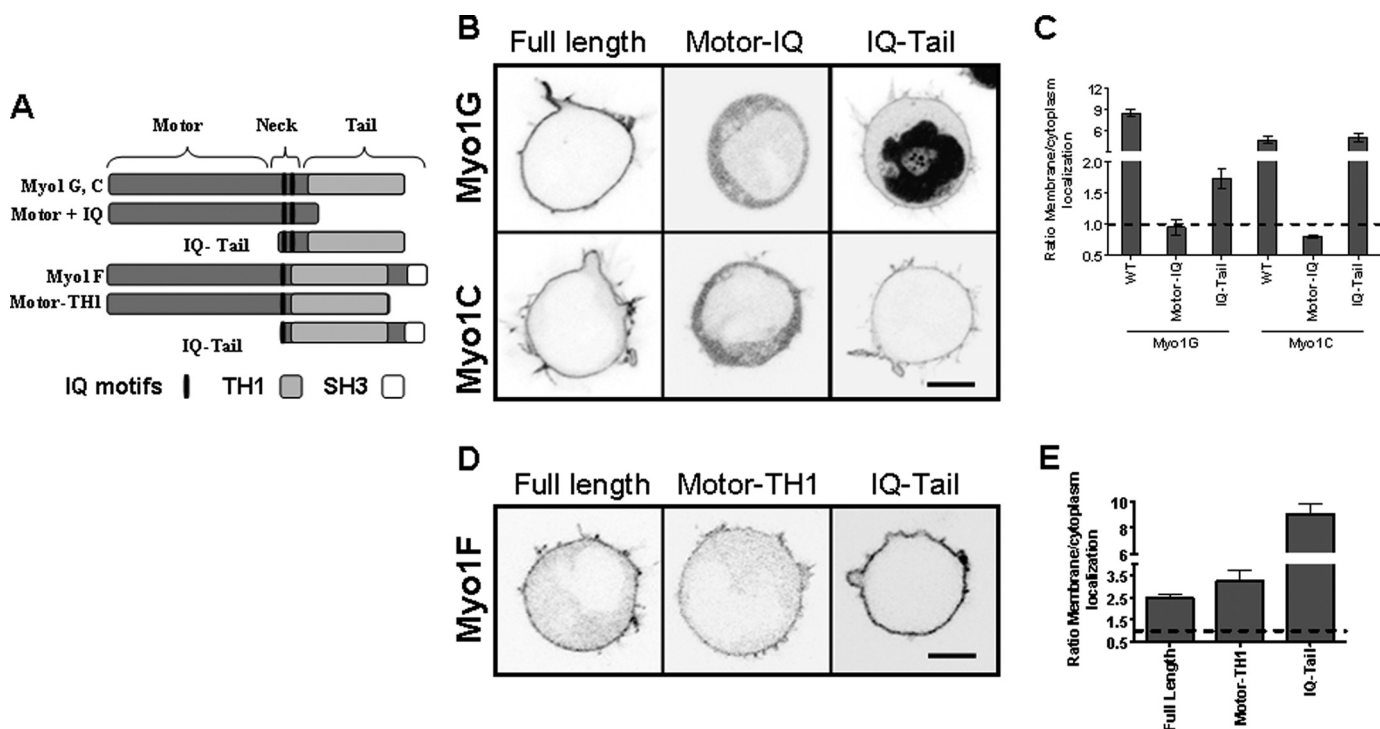 A
Motor Neck Tail
Myo1 G, C
Motor + IQ
IQ- Tail
Myo1 F
Motor-TH1
IQ-Tail
IQ motifs TH1 SH3
B
Full length Motor-IQ IQ-Tail
Myo1G
Myo1C
C
Ratio Membrane/cytoplasm
localization
12
9
6
2.0
1.5
1.0
0.5
WT
Motor-IQ
IQ-Tail
WT
Motor-IQ
IQ-Tail
Myo1G Myo1C
D
Full length Motor-TH1 IQ-Tail
Myo1F
E
Ratio Membrane/cytoplasm
localization
10
8
6
3.5
2.5
1.5
0.5
Full Length
Motor-TH1
IQ-Tail